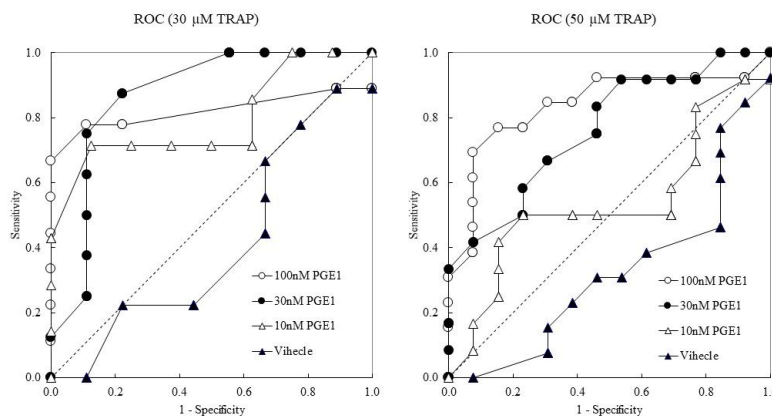 ROC (30 µM TRAP)
1.0
0.8
0.6
0.4
0.2
0.0
Sensitivity
0.0 0.2 0.4 0.6 0.8 1.0
1 - Specificity
100nM PGE1
30nM PGE1
10nM PGE1
Vihecle
ROC (50 µM TRAP)
1.0
0.8
0.6
0.4
0.2
0.0
Sensitivity
0.0 0.2 0.4 0.6 0.8 1.0
1 - Specificity
100nM PGE1
30nM PGE1
10nM PGE1
Vihecle